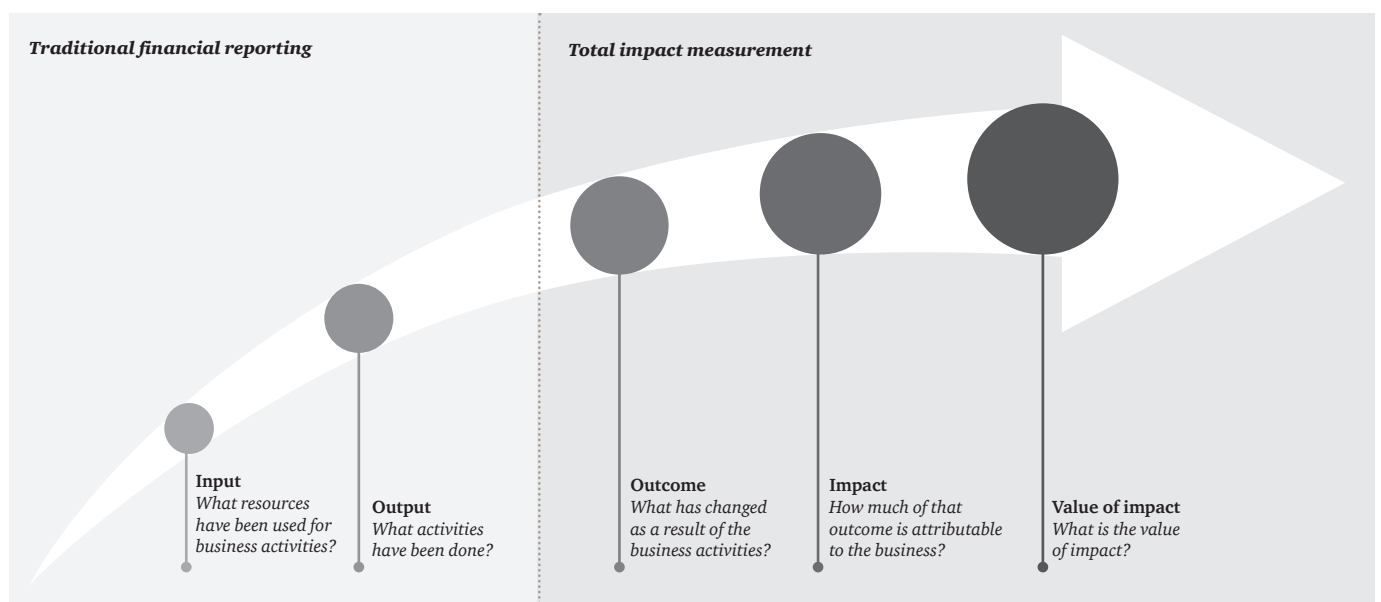 Traditional financial reporting
Total impact measurement
Input
What resources
have been used for
business activities?
Output
What activities
have been done?
Outcome
What has changed
as a result of the
business activities?
Impact
How much of that
outcome is attributable
to the business?
Value of impact
What is the value
of impact?